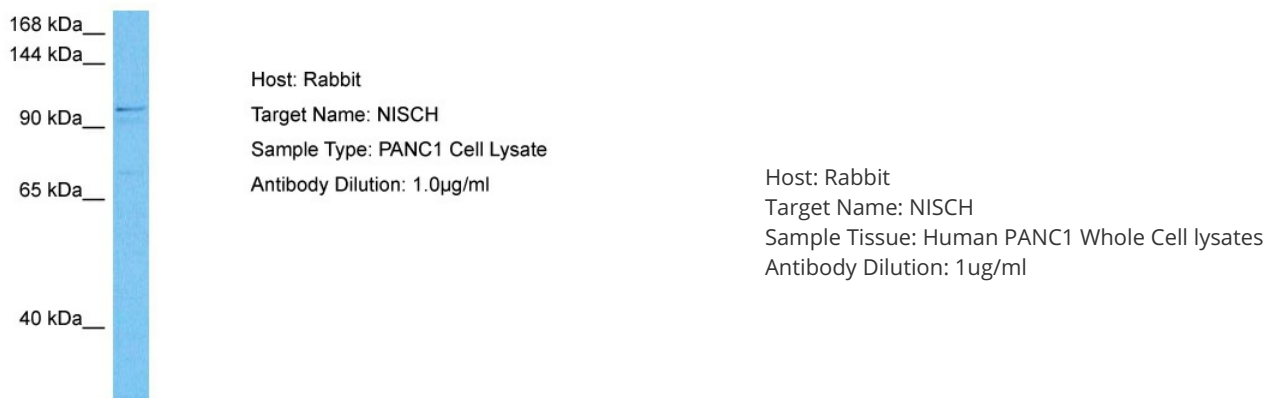 168 kDa__
144 kDa__
90 kDa__
65 kDa__
40 kDa__
Host: Rabbit
Target Name: NISCH
Sample Type: PANC1 Cell Lysate
Antibody Dilution: 1.0µg/ml
Host: Rabbit
Target Name: NISCH
Sample Tissue: Human PANC1 Whole Cell lysates
Antibody Dilution: 1ug/ml